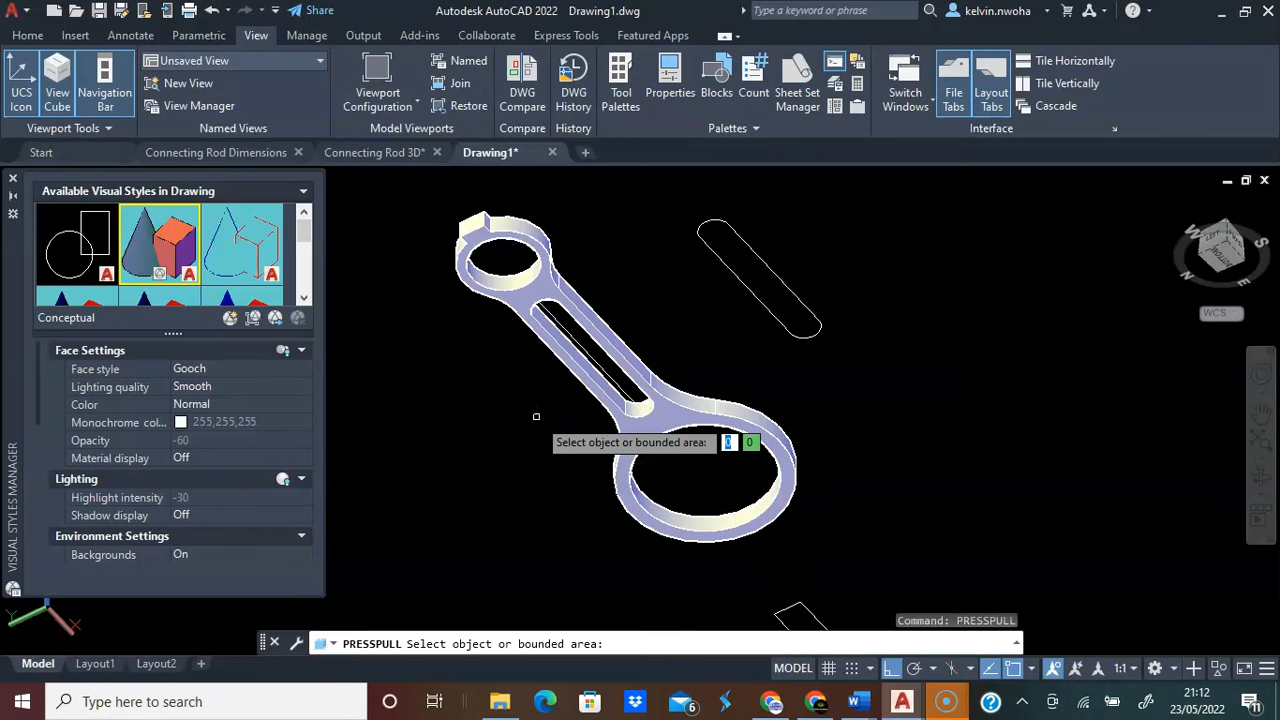 Share
Autodesk AutoCAD 2022 Drawing1.dwg
Type a keyword or phrase
kelvin.nwoha
Home Insert Annotate Parametric View Manage Output Add-ins Collaborate Express Tools Featured Apps
UCS Icon
View Cube
Navigation Bar
Viewport Tools
Unsaved View
New View
View Manager
Named Views
Viewport Configuration
Named
Join
Restore
Model Viewports
DWG Compare
Compare
DWG History
History
Tool Palettes
Properties
Blocks
Count
Sheet Set Manager
Palettes
Switch Windows
File Tabs
Layout Tabs
Tile Horizontally
Tile Vertically
Cascade
Interface
Start
Connecting Rod Dimensions
Connecting Rod 3D*
Drawing1*
Available Visual Styles in Drawing
Conceptual
Face Settings
Face style Gooch
Lighting quality Smooth
Color Normal
Monochrome col... 255,255,255
Opacity -60
Material display Off
Lighting
Highlight intensity -30
Shadow display Off
Environment Settings
Backgrounds On
VISUAL STYLES MANAGER
Select object or bounded area: 0 0
S
E
N
WCS
Y
X
Command: PRESSPULL
PRESSPULL Select object or bounded area:
Model Layout1 Layout2
MODEL
1:1
Type here to search
6
21:12
23/05/2022